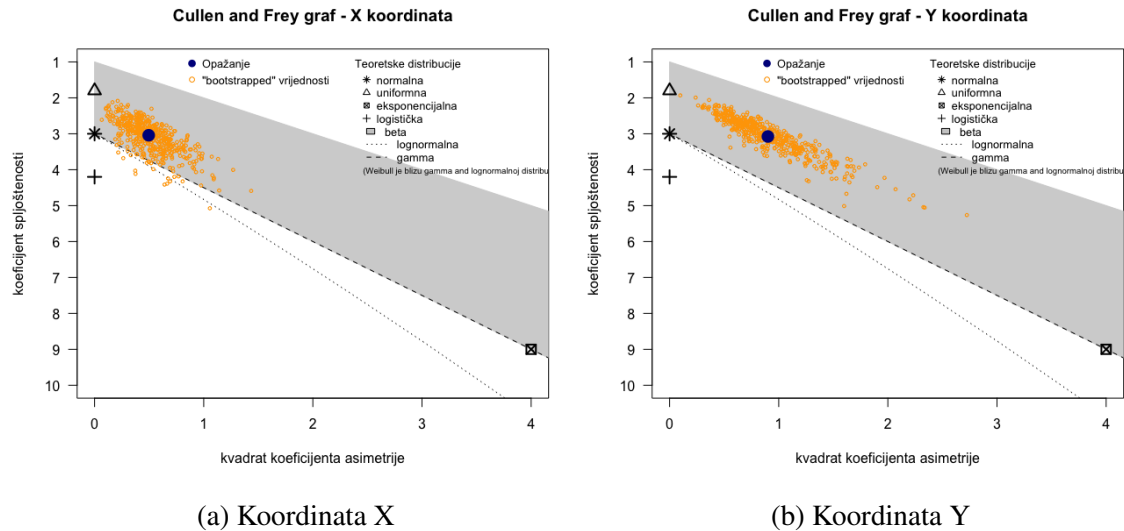 Cullen and Frey graf - X koordinata
Opažanje
"bootstrapped" vrijednosti
Teoretske distribucije
normalna
uniformna
eksponencijalna
logistička
beta
lognormalna
gamma
(Weibull je blizu gamma and lognormalnoj distribu
koeficijent spljoštenosti
1
2
3
4
5
6
7
8
9
10
0
1
2
3
4
kvadrat koeficijenta asimetrije
(a) Koordinata X
Cullen and Frey graf - Y koordinata
Opažanje
"bootstrapped" vrijednosti
Teoretske distribucije
normalna
uniformna
eksponencijalna
logistička
beta
lognormalna
gamma
(Weibull je blizu gamma and lognormalnoj distribu
koeficijent spljoštenosti
1
2
3
4
5
6
7
8
9
10
0
1
2
3
4
kvadrat koeficijenta asimetrije
(b) Koordinata Y